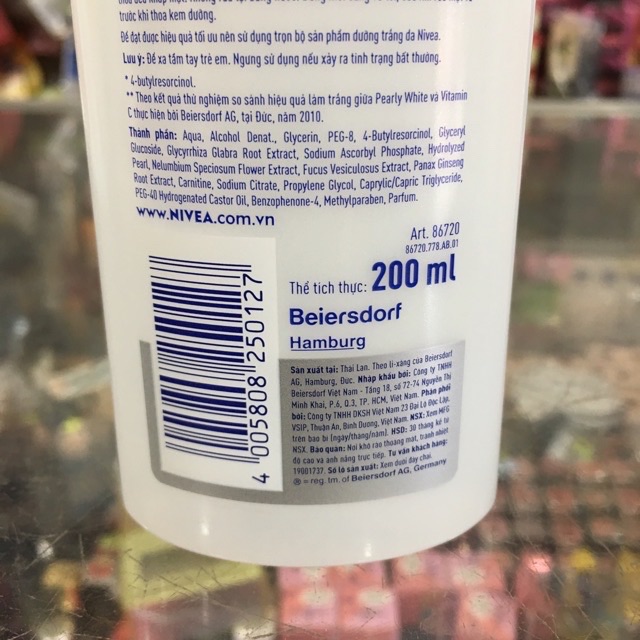 trước khi thoa kem dưỡng.
Để đạt được hiệu quả tối ưu nên sử dụng trọn bộ sản phẩm dưỡng trắng da Nivea.
Lưu ý: Để xa tầm tay trẻ em. Ngưng sử dụng nếu xảy ra tình trạng bất thường.
* 4-butylresorcinol.
** Theo kết quả thử nghiệm so sánh hiệu quả làm trắng giữa Pearly White và Vitamin
C thực hiện bởi Beiersdorf AG, tại Đức, năm 2010.
Thành phần: Aqua, Alcohol Denat., Glycerin, PEG-8, 4-Butylresorcinol, Glyceryl
Glucoside, Glycyrrhiza Glabra Root Extract, Sodium Ascorbyl Phosphate, Hydrolyzed
Pearl, Nelumbium Speciosum Flower Extract, Fucus Vesiculosus Extract, Panax Ginseng
Root Extract, Carnitine, Sodium Citrate, Propylene Glycol, Caprylic/Capric Triglyceride,
PEG-40 Hydrogenated Castor Oil, Benzophenone-4, Methylparaben, Parfum.
www.NIVEA.com.vn
Art. 86720
86720.778.AB.01
Thể tích thực: 200 ml
Beiersdorf
Hamburg
Sản xuất tại: Thái Lan. Theo li-xăng của Beiersdorf
AG, Hamburg, Đức. Nhập khẩu bởi: Công ty TNHH
Beiersdorf Việt Nam - Tầng 18, số 72-74 Nguyễn Thị
Minh Khai, P.6, Q.3, TP. HCM, Việt Nam. Phân phối
bởi: Công ty TNHH DKSH Việt Nam 23 Đại Lộ Độc Lập,
VSIP, Thuận An, Bình Dương, Việt Nam. NSX: Xem MFG
trên bao bì (ngày/tháng/năm). HSD: 30 tháng kể từ
NSX. Bảo quản: Nơi khô ráo thoáng mát, tránh nhiệt
độ cao và ánh nắng trực tiếp. Tư vấn khách hàng:
19001737. Số lô sản xuất: Xem dưới đáy chai.
® = reg. tm. of Beiersdorf AG, Germany
4 005808 250127